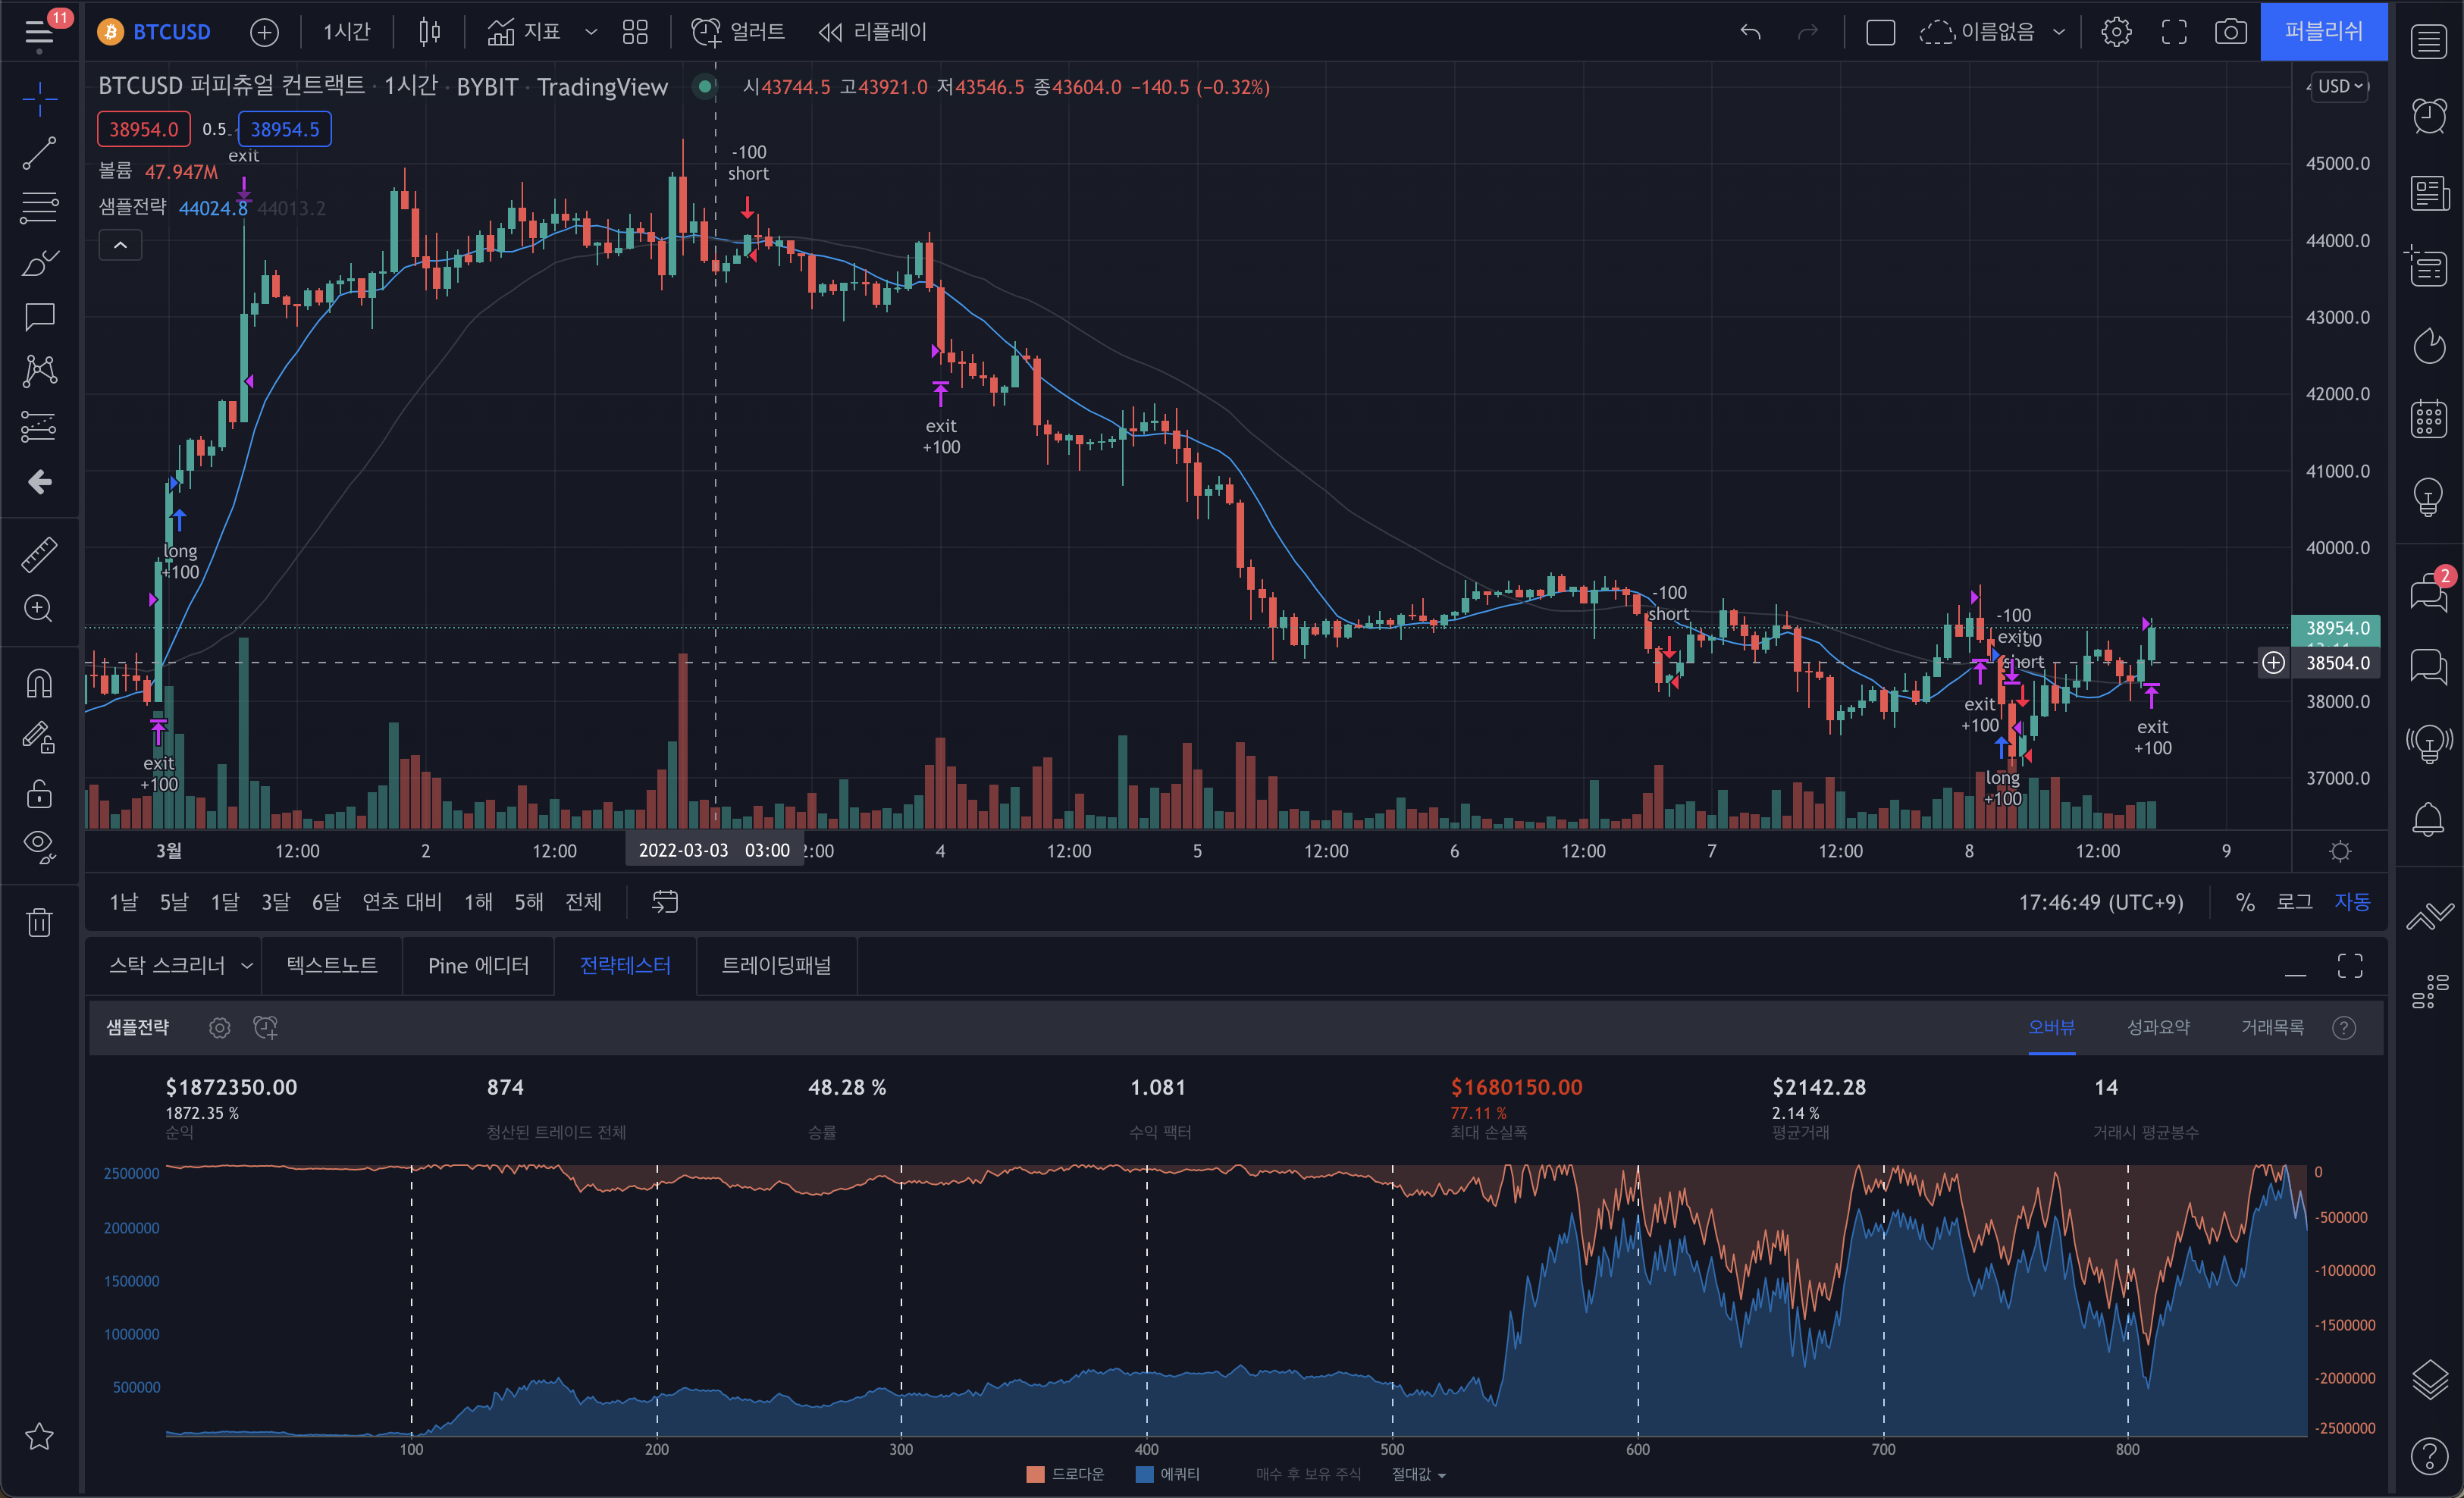 11
BTCUSD
1시간
지표
얼러트
리플레이
이름없음
퍼블리쉬
BTCUSD 퍼피츄얼 컨트랙트 · 1시간 · BYBIT · TradingView
시43744.5 고43921.0 저43546.5 종43604.0 −140.5 (−0.32%)
USD
38954.0 0.5 38954.5
exit
볼륨 47.947M
샘플전략 44024.8 44013.2
-100
short
long
+100
exit
+100
exit
+100
-100
short
-100
exit
short
exit
+100
long
+100
exit
+100
45000.0
44000.0
43000.0
42000.0
41000.0
40000.0
38954.0
38504.0
38000.0
37000.0
2
3월 12:00 2 12:00 2022-03-03 03:00 2:00 4 12:00 5 12:00 6 12:00 7 12:00 8 12:00 9
1날 5날 1달 3달 6달 연초 대비 1해 5해 전체
17:46:49 (UTC+9) % 로그 자동
스탁 스크리너 텍스트노트 Pine 에디터 전략테스터 트레이딩패널
샘플전략
오버뷰 성과요약 거래목록
$1872350.00 874 48.28 % 1.081 $1680150.00 $2142.28 14
1872.35 % 77.11 % 2.14 %
순익 청산된 트레이드 전체 승률 수익 팩터 최대 손실폭 평균거래 거래시 평균봉수
2500000
2000000
1500000
1000000
500000
0
-500000
-1000000
-1500000
-2000000
-2500000
100 200 300 400 500 600 700 800
드로다운 에쿼티 매수 후 보유 주식 절대값